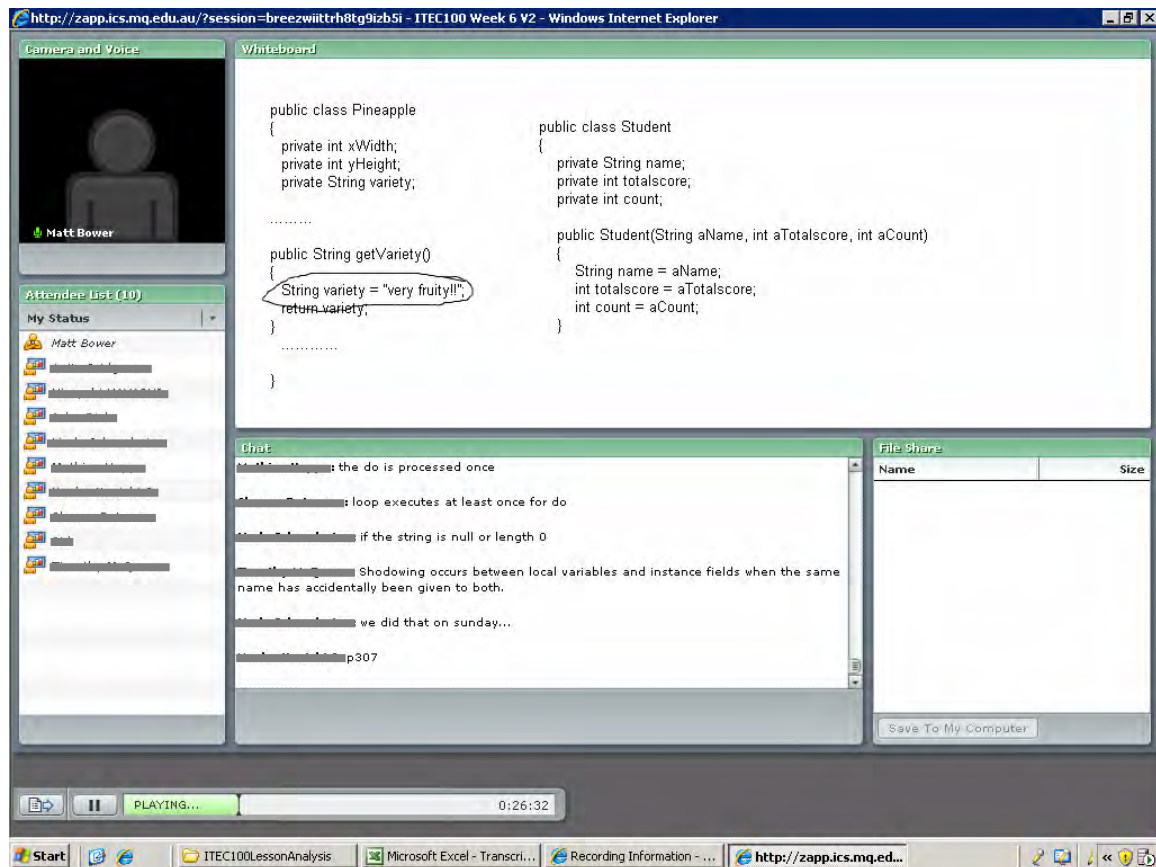 http://zapp.ics.mq.edu.au/?session=breezwiittrh8tg9izb5i - ITEC100 Week 6 V2 - Windows Internet Explorer
Camera and Voice
Matt Bower
Attendee List (10)
My Status
Matt Bower
Whiteboard
public class Pineapple
{
private int xWidth;
private int yHeight;
private String variety;
.........
public String getVariety()
{
String variety = "very fruity!!";
return variety;
}
............
}
public class Student
{
private String name;
private int totalscore;
private int count;
public Student(String aName, int aTotalscore, int aCount)
{
String name = aName;
int totalscore = aTotalscore;
int count = aCount;
}
Chat
: the do is processed once
: loop executes at least once for do
if the string is null or length 0
Shodowing occurs between local variables and instance fields when the same
name has accidentally been given to both.
we did that on sunday...
p307
File Share
Name Size
Save To My Computer
PLAYING... 0:26:32
Start ITEC100LessonAnalysis Microsoft Excel - Transcri... Recording Information - ... http://zapp.ics.mq.ed...